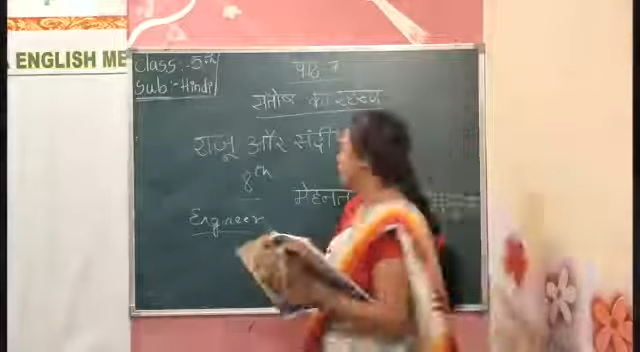 ENGLISH ME
Class:-5th
Sub:-Hindi
पाठ 7
संतोष का रहस्य
राजू और संदी
8th
मेहनत
Engineer